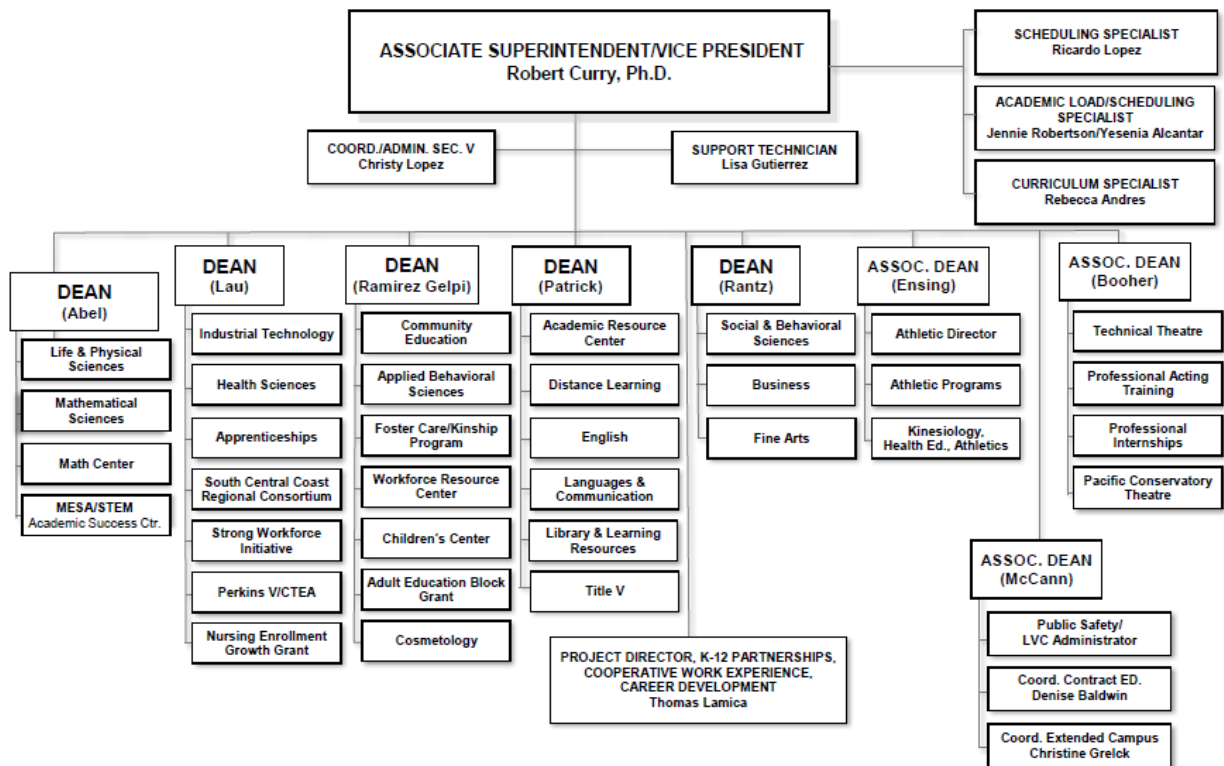 ASSOCIATE SUPERINTENDENT/VICE PRESIDENT
Robert Curry, Ph.D.
SCHEDULING SPECIALIST
Ricardo Lopez
ACADEMIC LOAD/SCHEDULING
SPECIALIST
Jennie Robertson/Yesenia Alcantar
CURRICULUM SPECIALIST
Rebecca Andres
COORD./ADMIN. SEC. V
Christy Lopez
SUPPORT TECHNICIAN
Lisa Gutierrez
DEAN
(Abel)
Life & Physical
Sciences
Mathematical
Sciences
Math Center
MESA/STEM
Academic Success Ctr.
DEAN
(Lau)
Industrial Technology
Health Sciences
Apprenticeships
South Central Coast
Regional Consortium
Strong Workforce
Initiative
Perkins V/CTEA
Nursing Enrollment
Growth Grant
DEAN
(Ramirez Gelpi)
Community
Education
Applied Behavioral
Sciences
Foster Care/Kinship
Program
Workforce Resource
Center
Children's Center
Adult Education Block
Grant
Cosmetology
DEAN
(Patrick)
Academic Resource
Center
Distance Learning
English
Languages &
Communication
Library & Learning
Resources
Title V
PROJECT DIRECTOR, K-12 PARTNERSHIPS,
COOPERATIVE WORK EXPERIENCE,
CAREER DEVELOPMENT
Thomas Lamica
DEAN
(Rantz)
Social & Behavioral
Sciences
Business
Fine Arts
ASSOC. DEAN
(Ensing)
Athletic Director
Athletic Programs
Kinesiology,
Health Ed., Athletics
ASSOC. DEAN
(McCann)
Public Safety/
LVC Administrator
Coord. Contract ED.
Denise Baldwin
Coord. Extended Campus
Christine Grelck
ASSOC. DEAN
(Booher)
Technical Theatre
Professional Acting
Training
Professional
Internships
Pacific Conservatory
Theatre